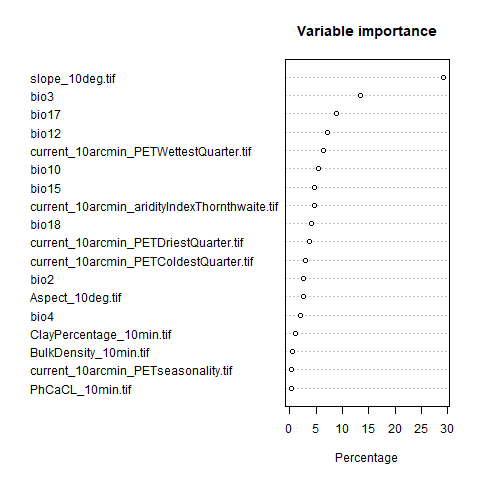 Variable importance
slope_10deg.tif
bio3
bio17
bio12
current_10arcmin_PETWettestQuarter.tif
bio10
bio15
current_10arcmin_aridityIndexThornthwaite.tif
bio18
current_10arcmin_PETDriestQuarter.tif
current_10arcmin_PETColdestQuarter.tif
bio2
Aspect_10deg.tif
bio4
ClayPercentage_10min.tif
BulkDensity_10min.tif
current_10arcmin_PETseasonality.tif
PhCaCL_10min.tif
0 5 10 15 20 25 30
Percentage